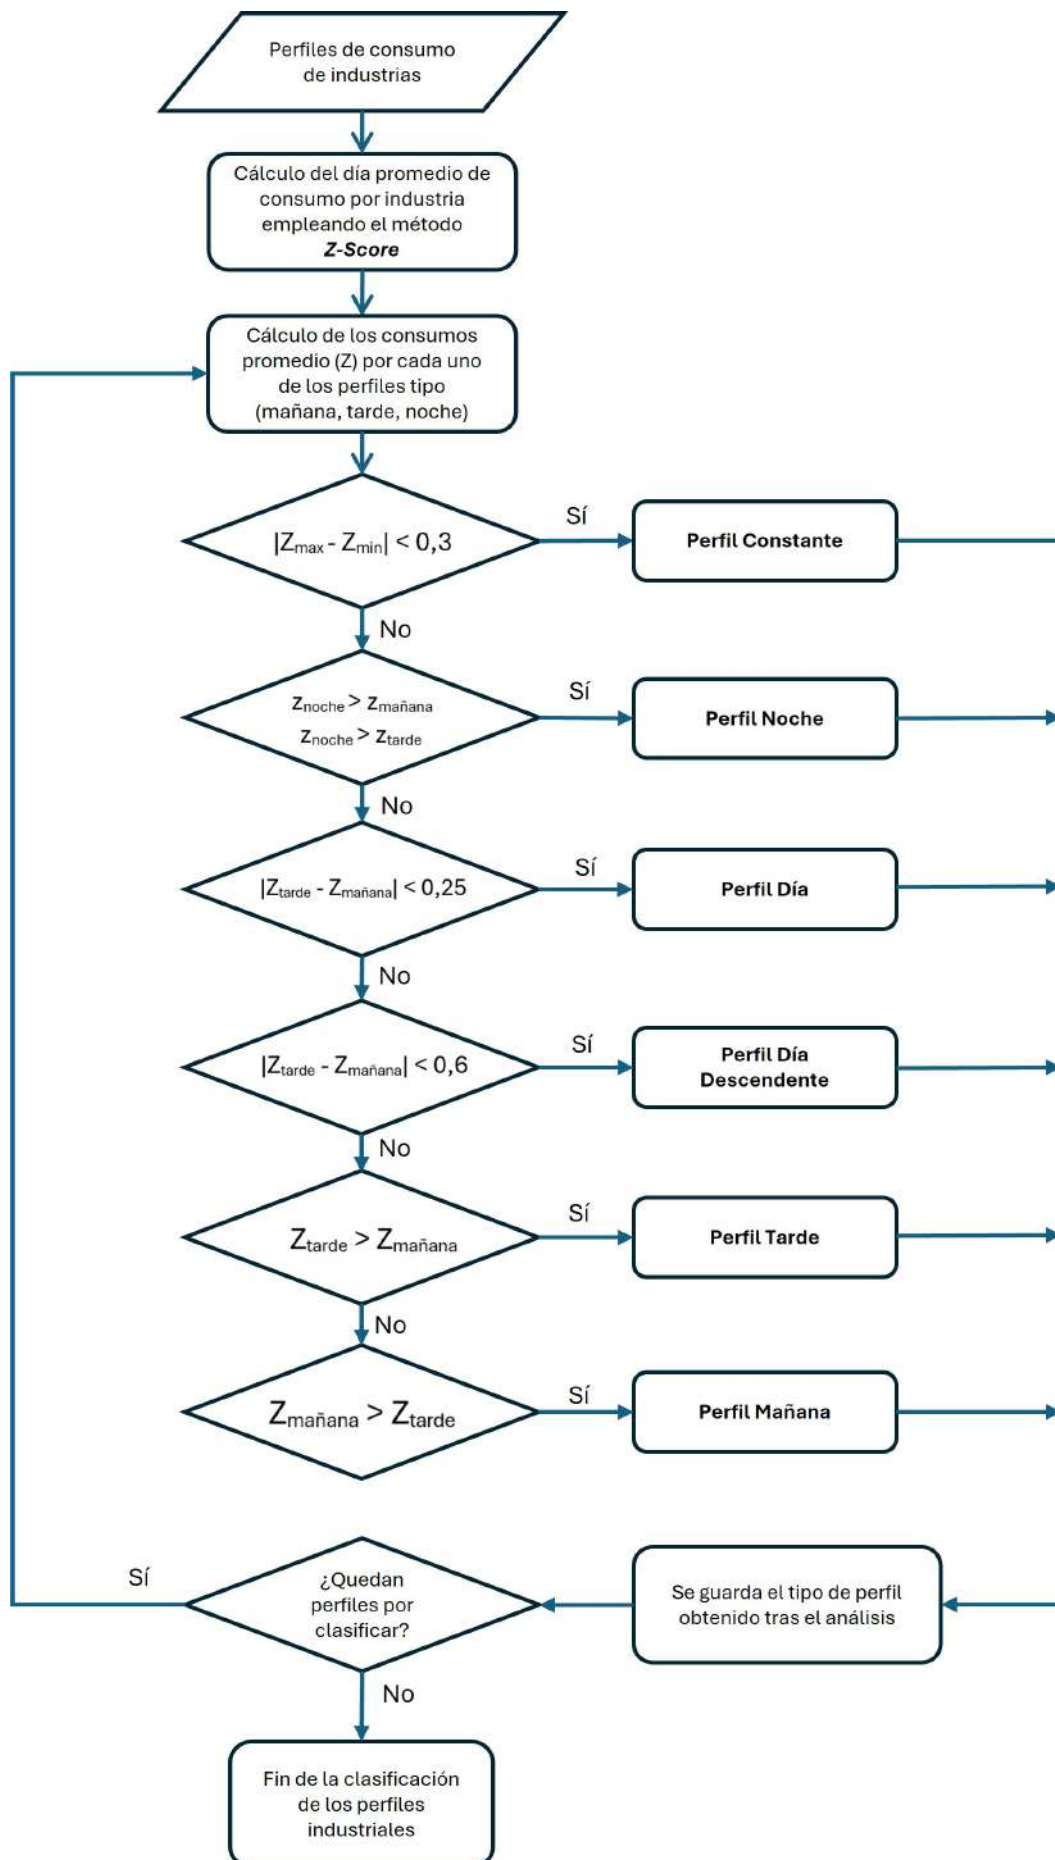 Perfiles de consumo
de industrias
Cálculo del día promedio de
consumo por industria
empleando el método
Z-Score
Cálculo de los consumos
promedio (Z) por cada uno
de los perfiles tipo
(mañana, tarde, noche)
|Zmax - Zmin| < 0,3
Sí
Perfil Constante
No
znoche > zmañana
znoche > ztarde
Sí
Perfil Noche
No
|Ztarde - Zmañana| < 0,25
Sí
Perfil Día
No
|Ztarde - Zmañana| < 0,6
Sí
Perfil Día
Descendente
No
Ztarde > Zmañana
Sí
Perfil Tarde
No
Zmañana > Ztarde
Sí
Perfil Mañana
Sí
¿Quedan
perfiles por
clasificar?
Se guarda el tipo de perfil
obtenido tras el análisis
No
Fin de la clasificación
de los perfiles
industriales